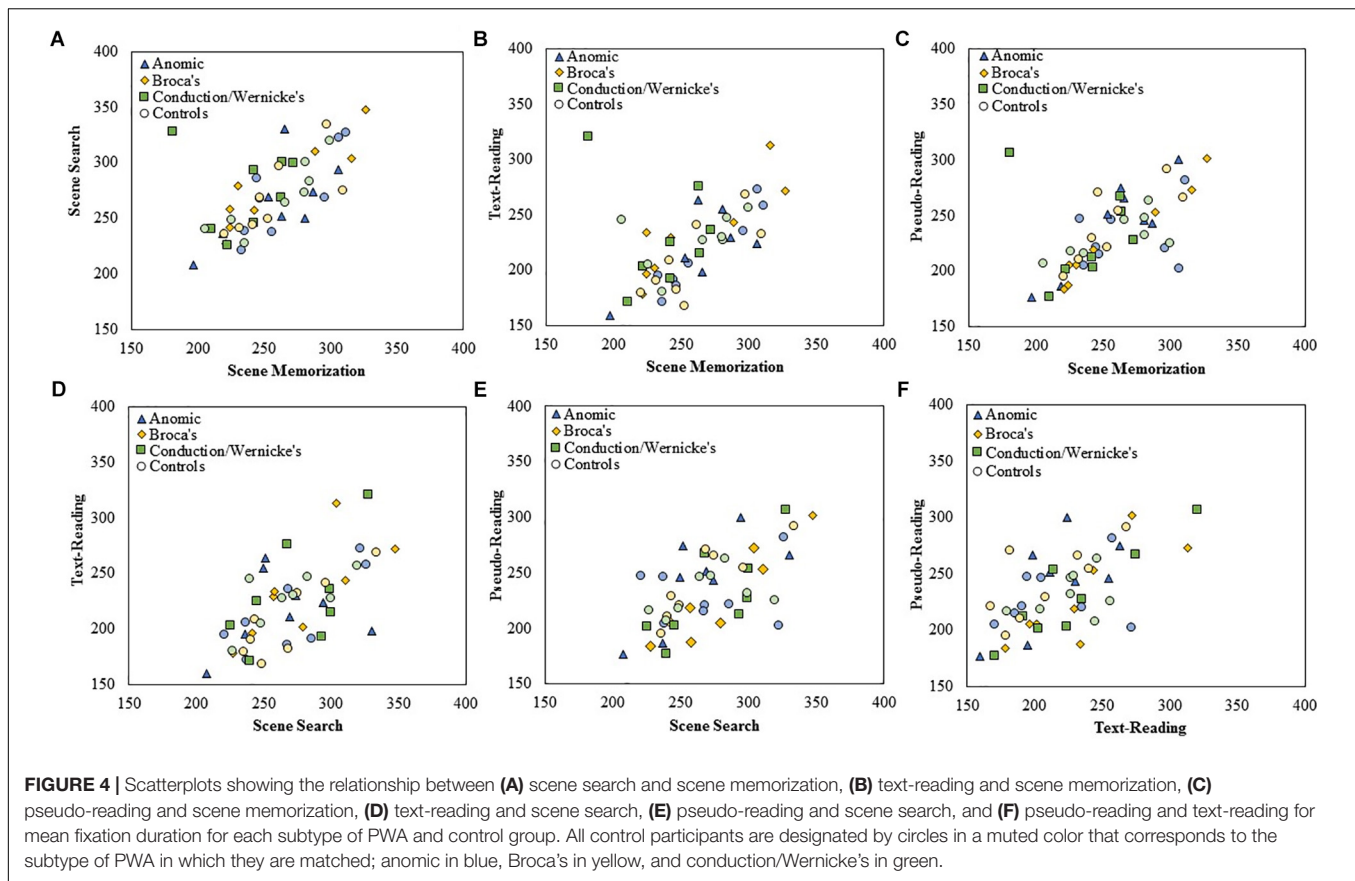 A
400
350
300
250
200
150
Scene Search
Anomic
Broca's
Conduction/Wernicke's
Controls
150 200 250 300 350 400
Scene Memorization
B
400
350
300
250
200
150
Text-Reading
Anomic
Broca's
Conduction/Wernicke's
Controls
150 200 250 300 350 400
Scene Memorization
C
400
350
300
250
200
150
Pseudo-Reading
Anomic
Broca's
Conduction/Wernicke's
Controls
150 200 250 300 350 400
Scene Memorization
D
400
350
300
250
200
150
Text-Reading
Anomic
Broca's
Conduction/Wernicke's
Controls
150 200 250 300 350 400
Scene Search
E
400
350
300
250
200
150
Pseudo-Reading
Anomic
Broca's
Conduction/Wernicke's
Controls
150 200 250 300 350 400
Scene Search
F
400
350
300
250
200
150
Pseudo-Reading
Anomic
Broca's
Conduction/Wernicke's
Controls
150 200 250 300 350 400
Text-Reading
FIGURE 4 | Scatterplots showing the relationship between (A) scene search and scene memorization, (B) text-reading and scene memorization, (C)
pseudo-reading and scene memorization, (D) text-reading and scene search, (E) pseudo-reading and scene search, and (F) pseudo-reading and text-reading for
mean fixation duration for each subtype of PWA and control group. All control participants are designated by circles in a muted color that corresponds to the
subtype of PWA in which they are matched; anomic in blue, Broca's in yellow, and conduction/Wernicke's in green.